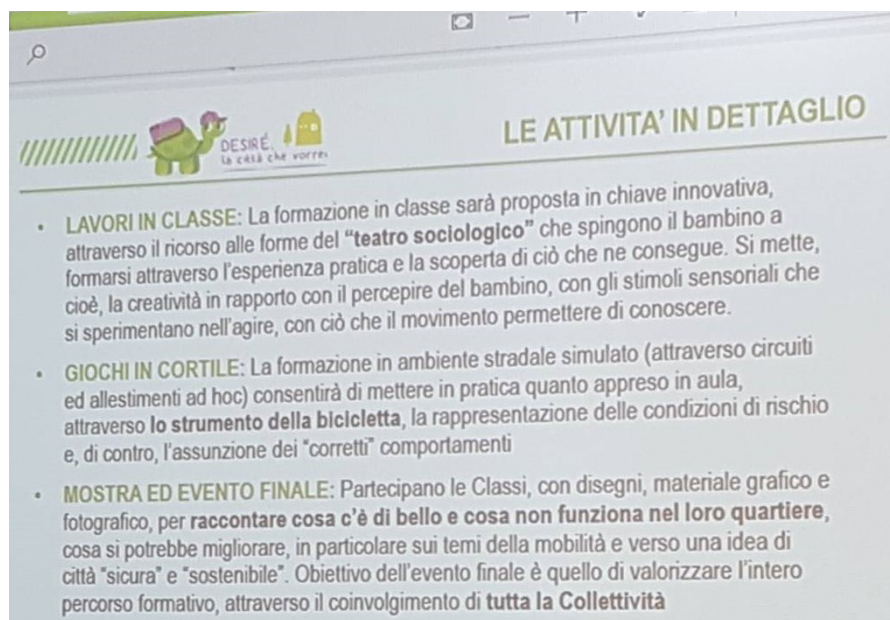 DESIRÉ,
la città che vorrei
LE ATTIVITA' IN DETTAGLIO
• LAVORI IN CLASSE: La formazione in classe sarà proposta in chiave innovativa,
attraverso il ricorso alle forme del “teatro sociologico” che spingono il bambino a
formarsi attraverso l'esperienza pratica e la scoperta di ciò che ne consegue. Si mette,
cioè, la creatività in rapporto con il percepire del bambino, con gli stimoli sensoriali che
si sperimentano nell'agire, con ciò che il movimento permettere di conoscere.
• GIOCHI IN CORTILE: La formazione in ambiente stradale simulato (attraverso circuiti
ed allestimenti ad hoc) consentirà di mettere in pratica quanto appreso in aula,
attraverso lo strumento della bicicletta, la rappresentazione delle condizioni di rischio
e, di contro, l'assunzione dei “corretti” comportamenti
• MOSTRA ED EVENTO FINALE: Partecipano le Classi, con disegni, materiale grafico e
fotografico, per raccontare cosa c'è di bello e cosa non funziona nel loro quartiere,
cosa si potrebbe migliorare, in particolare sui temi della mobilità e verso una idea di
città “sicura” e “sostenibile”. Obiettivo dell'evento finale è quello di valorizzare l'intero
percorso formativo, attraverso il coinvolgimento di tutta la Collettività